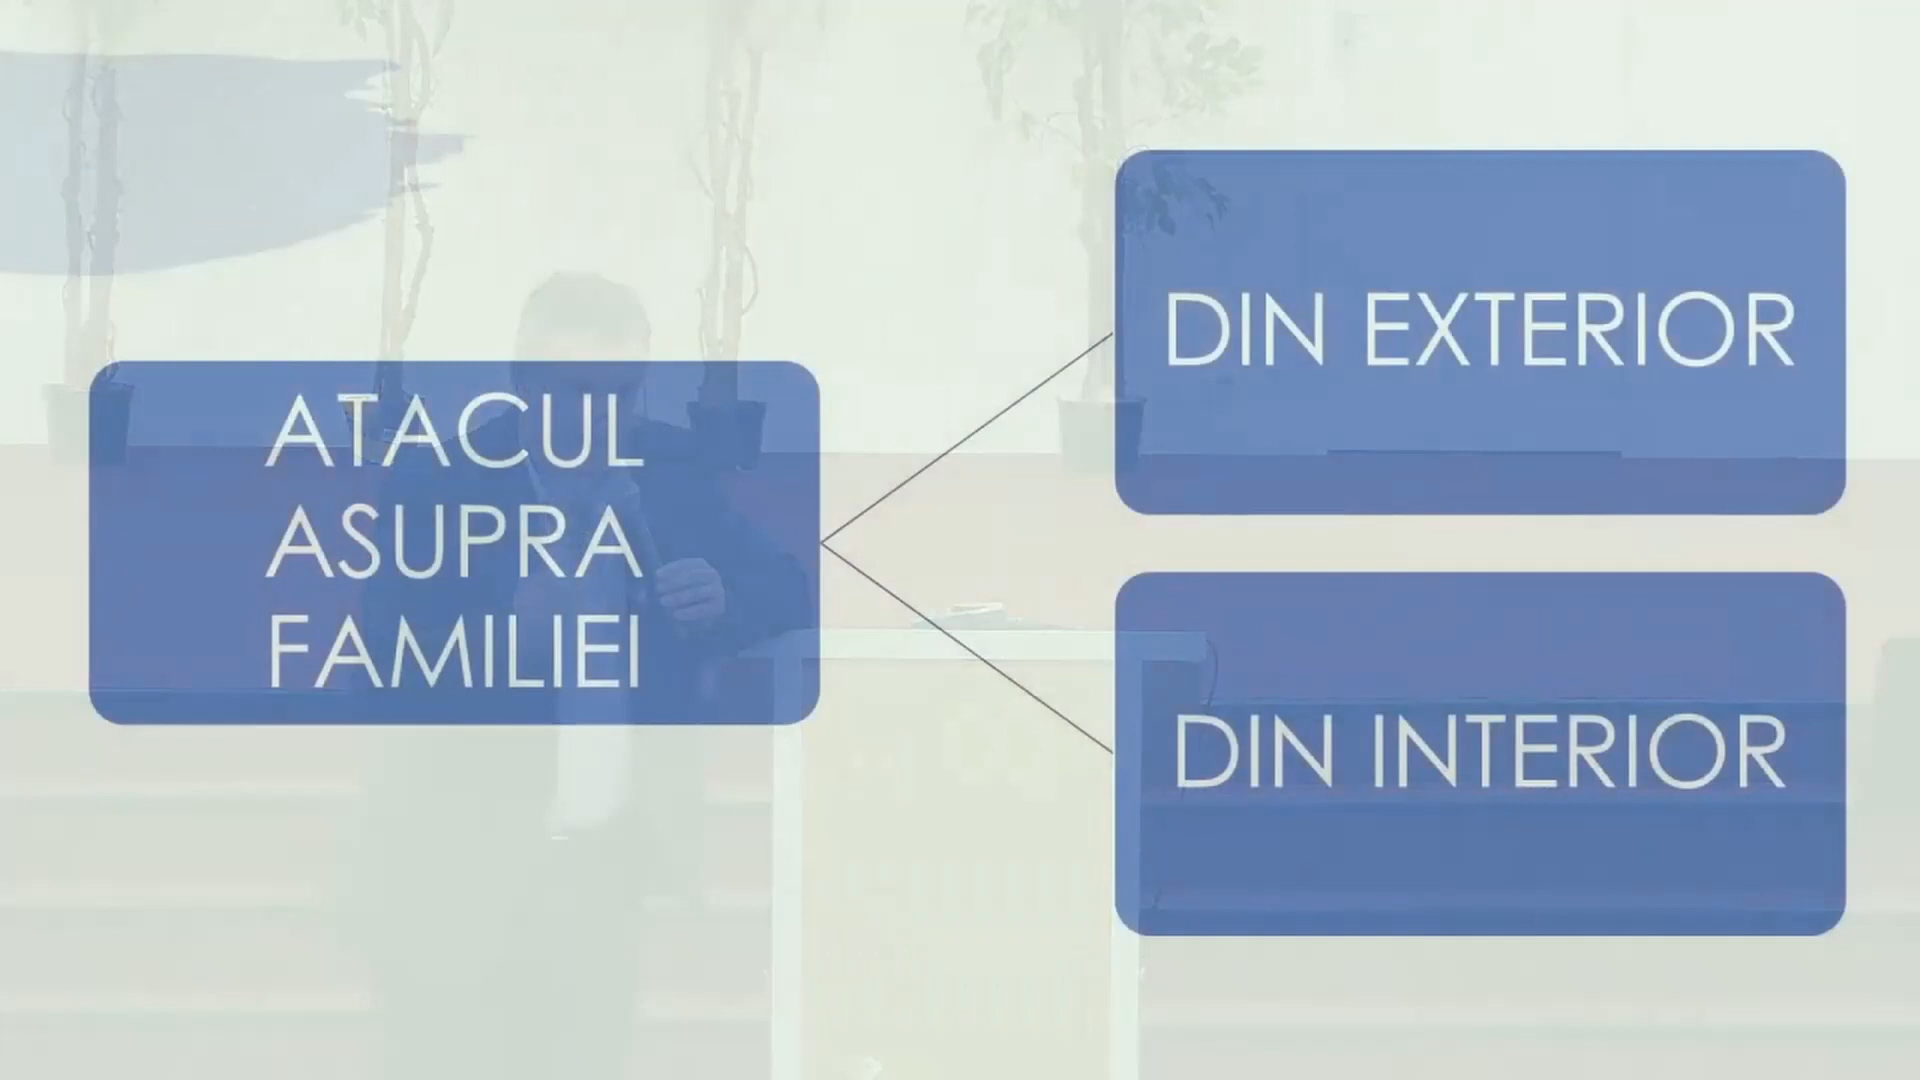 ATACUL
ASUPRA
FAMILIEI
DIN EXTERIOR
DIN INTERIOR